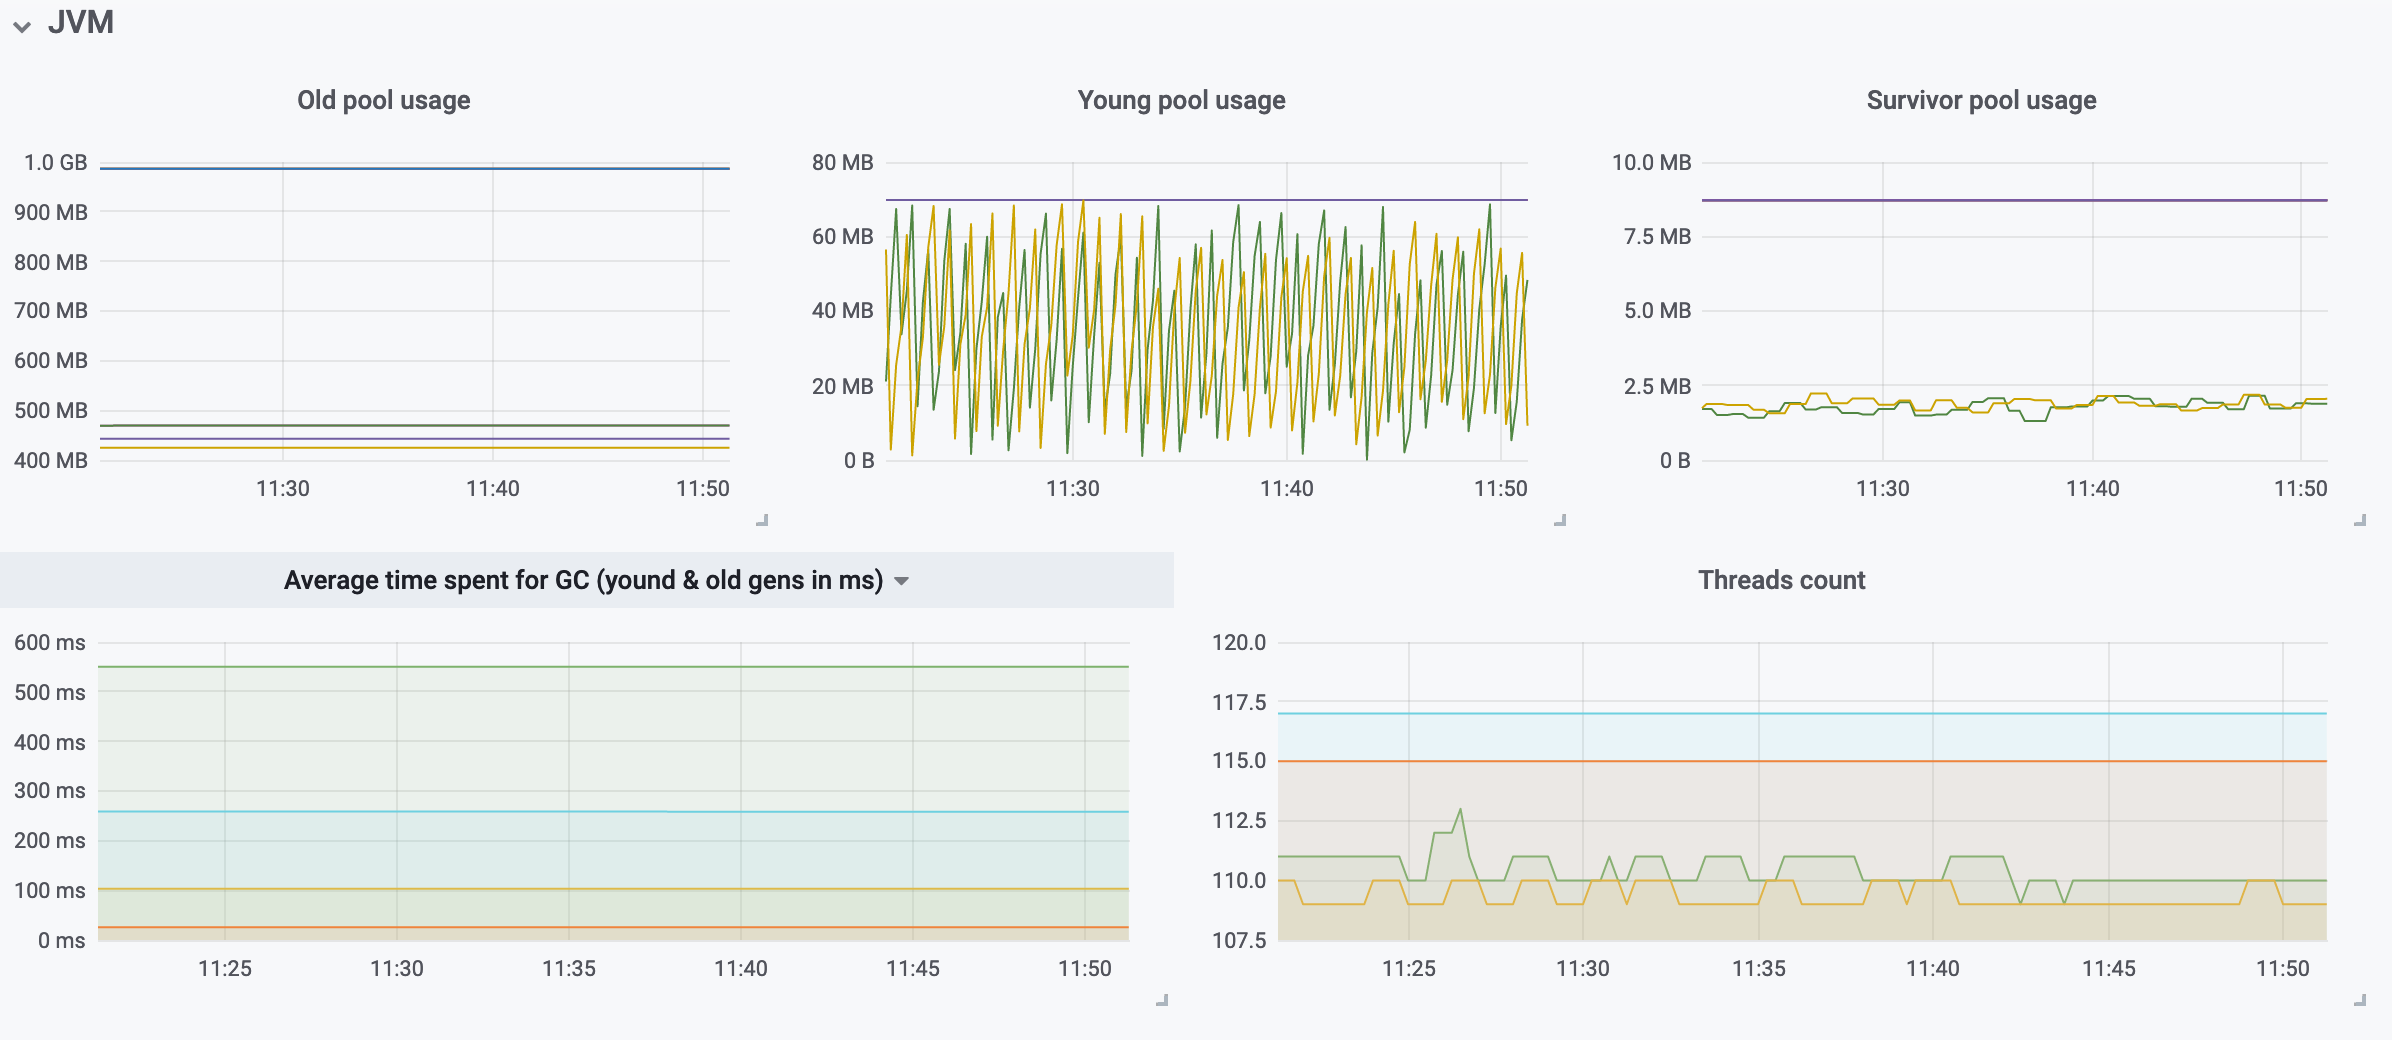 JVM
Old pool usage
1.0 GB
900 MB
800 MB
700 MB
600 MB
500 MB
400 MB
11:30 11:40 11:50
Young pool usage
80 MB
60 MB
40 MB
20 MB
0 B
11:30 11:40 11:50
Survivor pool usage
10.0 MB
7.5 MB
5.0 MB
2.5 MB
0 B
11:30 11:40 11:50
Average time spent for GC (yound & old gens in ms)
600 ms
500 ms
400 ms
300 ms
200 ms
100 ms
0 ms
11:25 11:30 11:35 11:40 11:45 11:50
Threads count
120.0
117.5
115.0
112.5
110.0
107.5
11:25 11:30 11:35 11:40 11:45 11:50